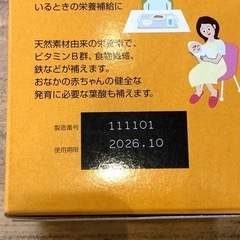 いるときの栄養補給に
天然素材由来の栄養素で、
ビタミンB群、食物繊維、
鉄などが補えます。
おなかの赤ちゃんの健全な
発育に必要な葉酸も補えます。
製造番号 111101
使用期限 2026.10